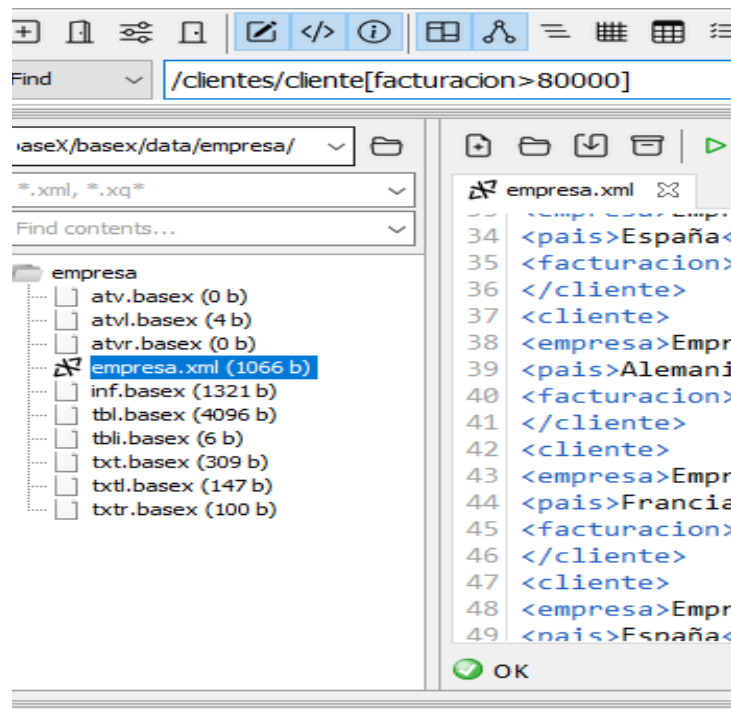 Find
/clientes/cliente[facturacion>80000]
aseX/basex/data/empresa/
*.xml, *.xq*
Find contents...
empresa
atv.basex (0 b)
atvl.basex (4 b)
atvr.basex (0 b)
empresa.xml (1066 b)
inf.basex (1321 b)
tbl.basex (4096 b)
tbli.basex (6 b)
txt.basex (309 b)
txtl.basex (147 b)
txtr.basex (100 b)
empresa.xml
34 <pais>España<
35 <facturacion>
36 </cliente>
37 <cliente>
38 <empresa>Empr
39 <pais>Alemani
40 <facturacion>
41 </cliente>
42 <cliente>
43 <empresa>Empr
44 <pais>Francia
45 <facturacion>
46 </cliente>
47 <cliente>
48 <empresa>Empr
49 <pais>España<
OK